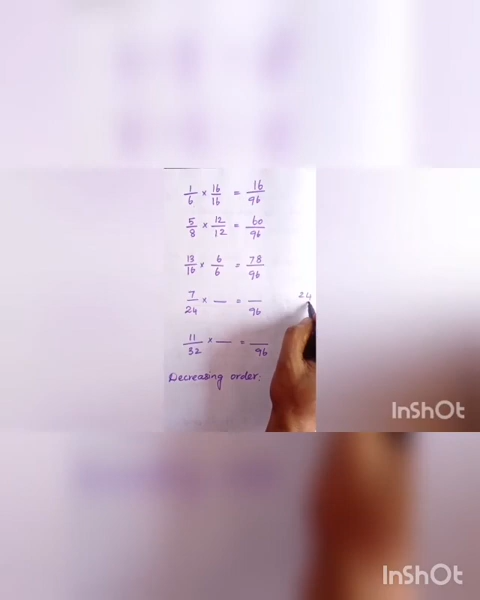 1/6 × 16/16 = 16/96
5/8 × 12/12 = 60/96
13/16 × 6/6 = 78/96
7/24 × — = —/96
24
11/32 × — = —/96
Decreasing order:
InShOt
InShOt